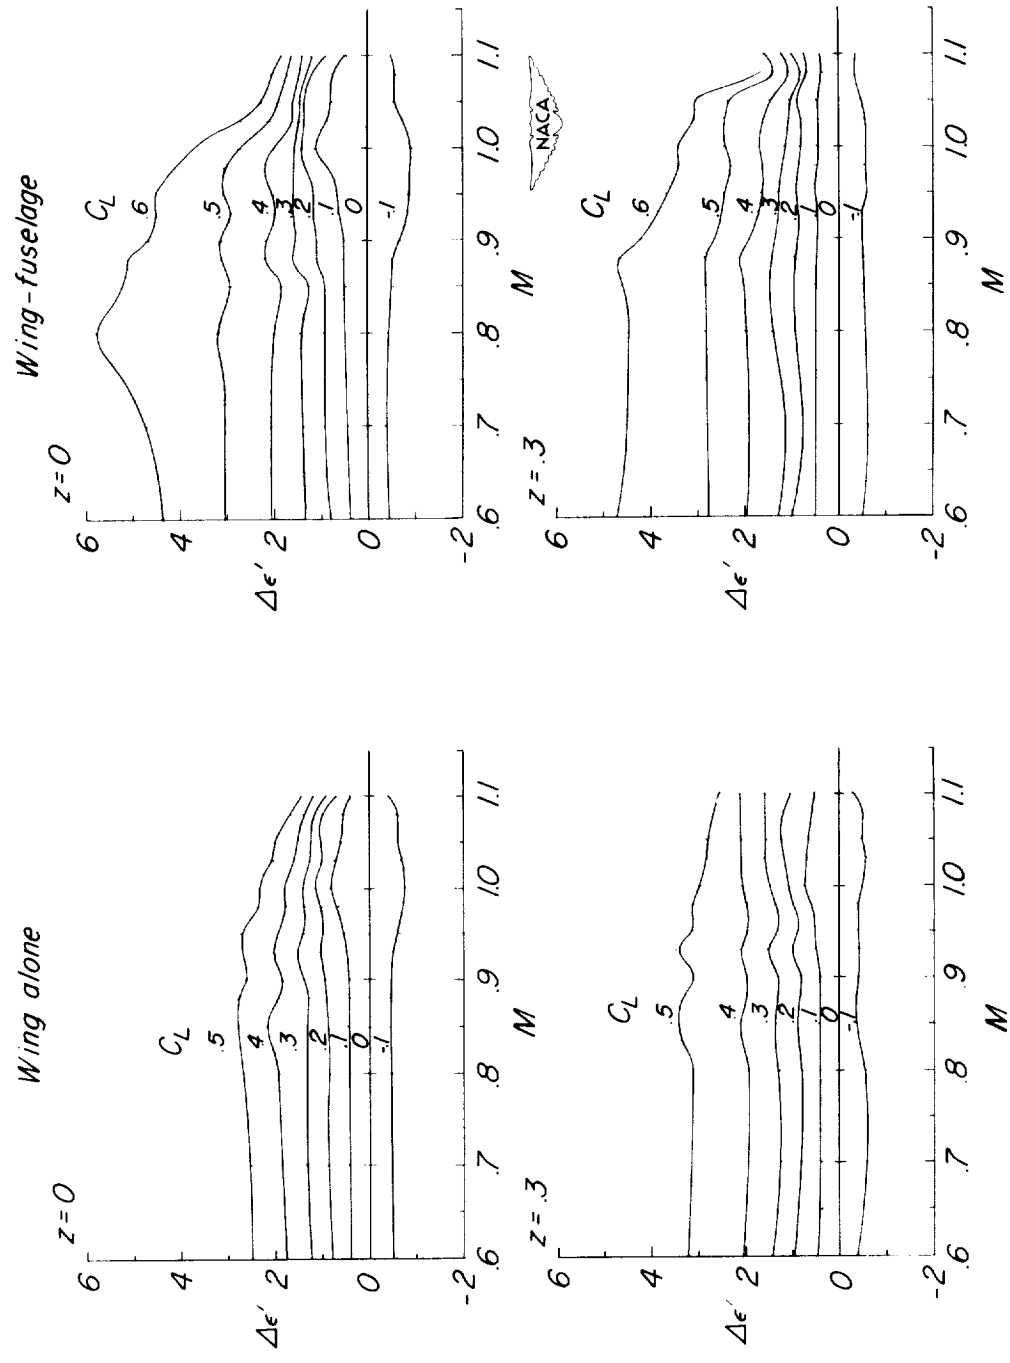 Wing alone
z=0
6
4
2
0
-2
Δε'
C_L
.5
.4
.3
.2
.1
0
-.1
.6 .7 .8 .9 1.0 1.1
M
z=.3
6
4
2
0
-2
Δε'
C_L
.5
.4
.3
.2
.1
0
-.1
.6 .7 .8 .9 1.0 1.1
M
Wing-fuselage
z=0
6
4
2
0
-2
Δε'
C_L
.6
.5
.4
.3
.2
.1
0
-.1
.6 .7 .8 .9 1.0 1.1
M
NACA
z=.3
6
4
2
0
-2
Δε'
C_L
.6
.5
.4
.3
.2
.1
0
-.1
.6 .7 .8 .9 1.0 1.1
M